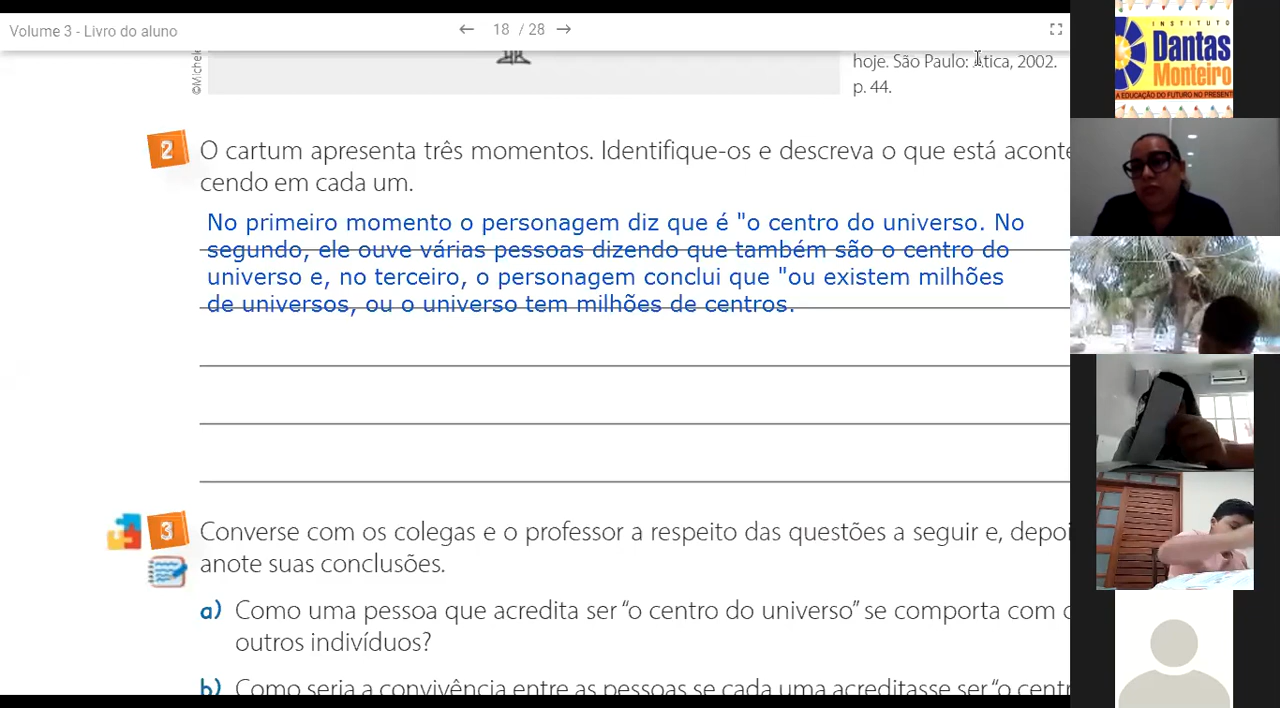 Volume 3 - Livro do aluno
18 / 28
©Michele
hoje. São Paulo: Ática, 2002.
p. 44.
2 O cartum apresenta três momentos. Identifique-os e descreva o que está aconte
cendo em cada um.
No primeiro momento o personagem diz que é "o centro do universo. No
segundo, ele ouve várias pessoas dizendo que também são o centro do
universo e, no terceiro, o personagem conclui que "ou existem milhões
de universos, ou o universo tem milhões de centros.
3 Converse com os colegas e o professor a respeito das questões a seguir e, depoi
anote suas conclusões.
a) Como uma pessoa que acredita ser “o centro do universo” se comporta com o
outros indivíduos?
b) Como seria a convivência entre as pessoas se cada uma acreditasse ser “o cent
INSTITUTO
Dantas
Monteiro
A EDUCAÇÃO DO FUTURO NO PRESENT